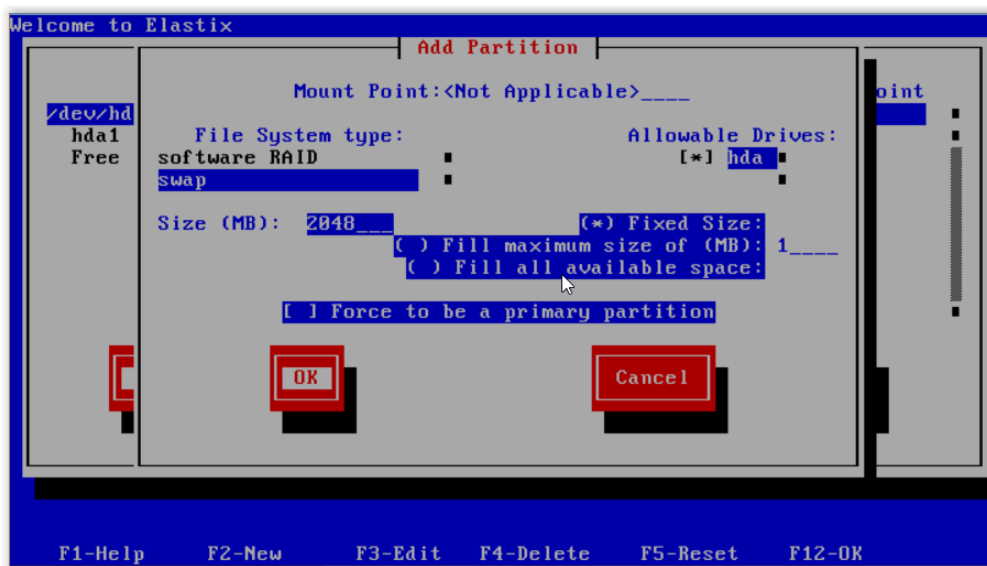 Welcome to Elastix
Add Partition
Mount Point:<Not Applicable>____
oint
/dev/hd
hda1
Free
File System type:
Allowable Drives:
software RAID
[*] hda
swap
Size (MB): 2048___
(*) Fixed Size:
( ) Fill maximum size of (MB): 1____
( ) Fill all available space:
[ ] Force to be a primary partition
OK
Cancel
F1-Help F2-New F3-Edit F4-Delete F5-Reset F12-OK